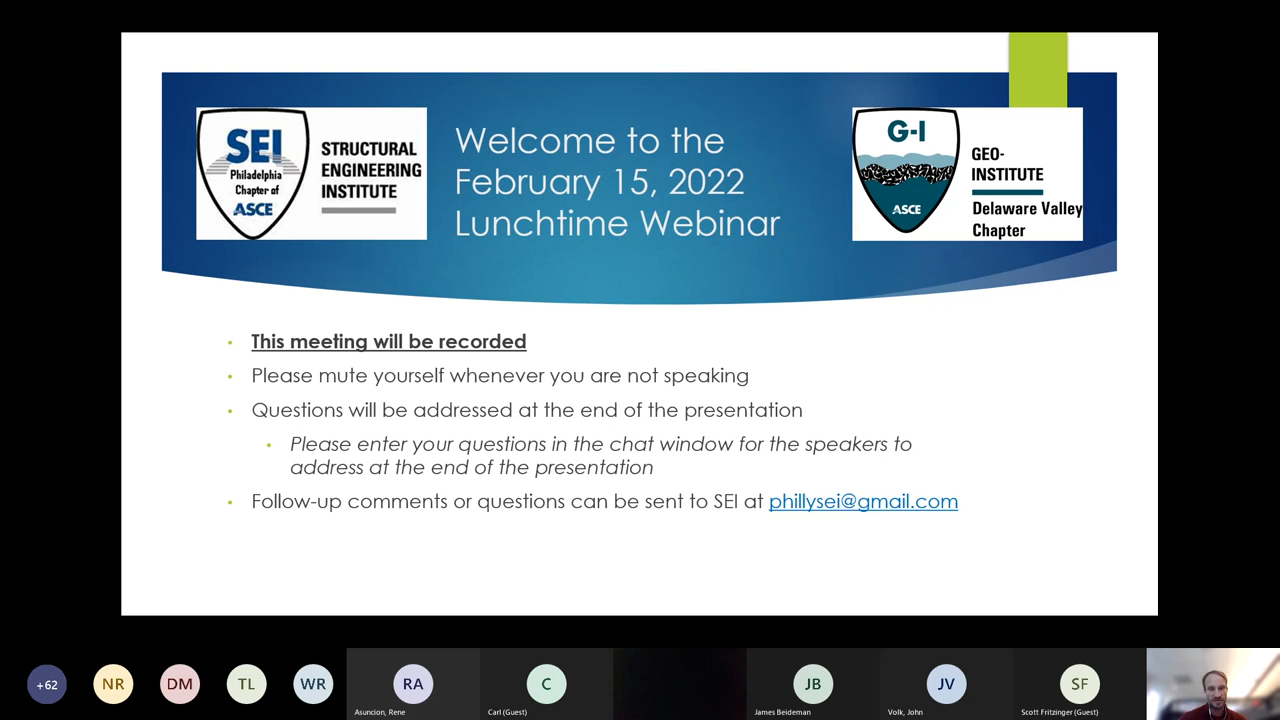 SEI
Philadelphia
Chapter of
ASCE
STRUCTURAL
ENGINEERING
INSTITUTE
Welcome to the
February 15, 2022
Lunchtime Webinar
G-I
ASCE
GEO-
INSTITUTE
Delaware Valley
Chapter
• This meeting will be recorded
• Please mute yourself whenever you are not speaking
• Questions will be addressed at the end of the presentation
• Please enter your questions in the chat window for the speakers to
address at the end of the presentation
• Follow-up comments or questions can be sent to SEI at phillysei@gmail.com
+62
NR
DM
TL
WR
RA
Asuncion, Rene
C
Carl (Guest)
JB
James Beideman
JV
Volk, John
SF
Scott Fritzinger (Guest)